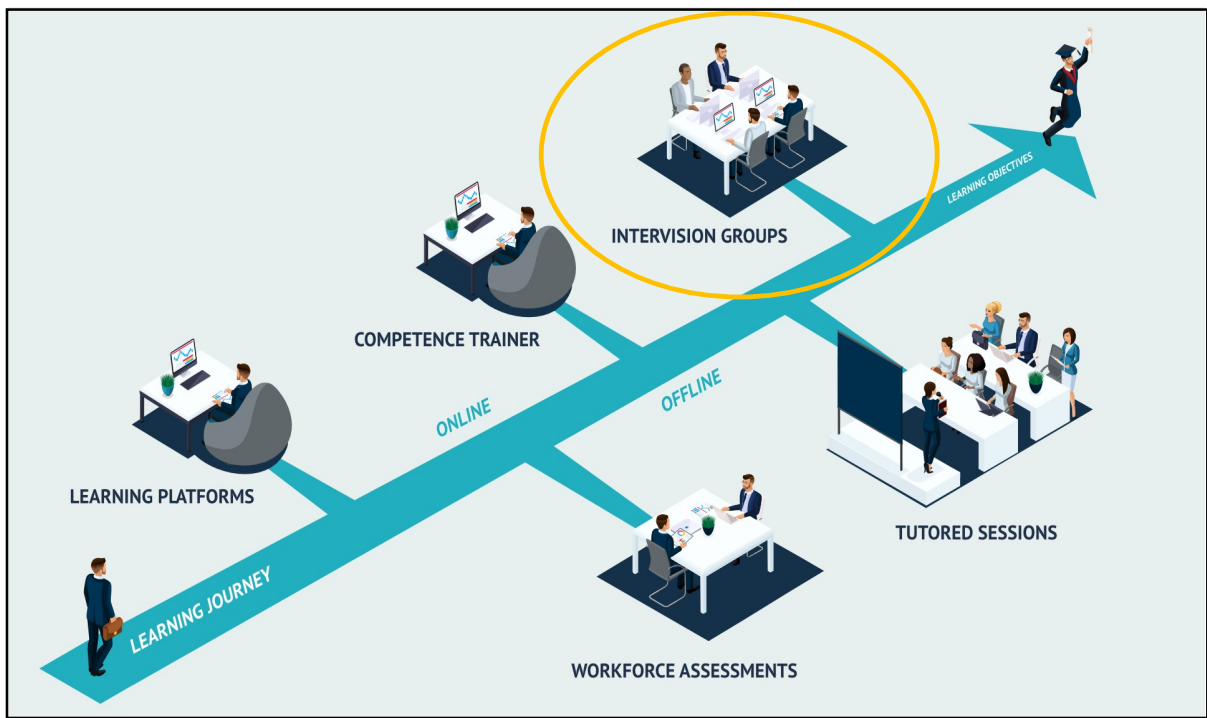 INTERVISION GROUPS
LEARNING OBJECTIVES
COMPETENCE TRAINER
ONLINE
OFFLINE
LEARNING PLATFORMS
TUTORED SESSIONS
LEARNING JOURNEY
WORKFORCE ASSESSMENTS